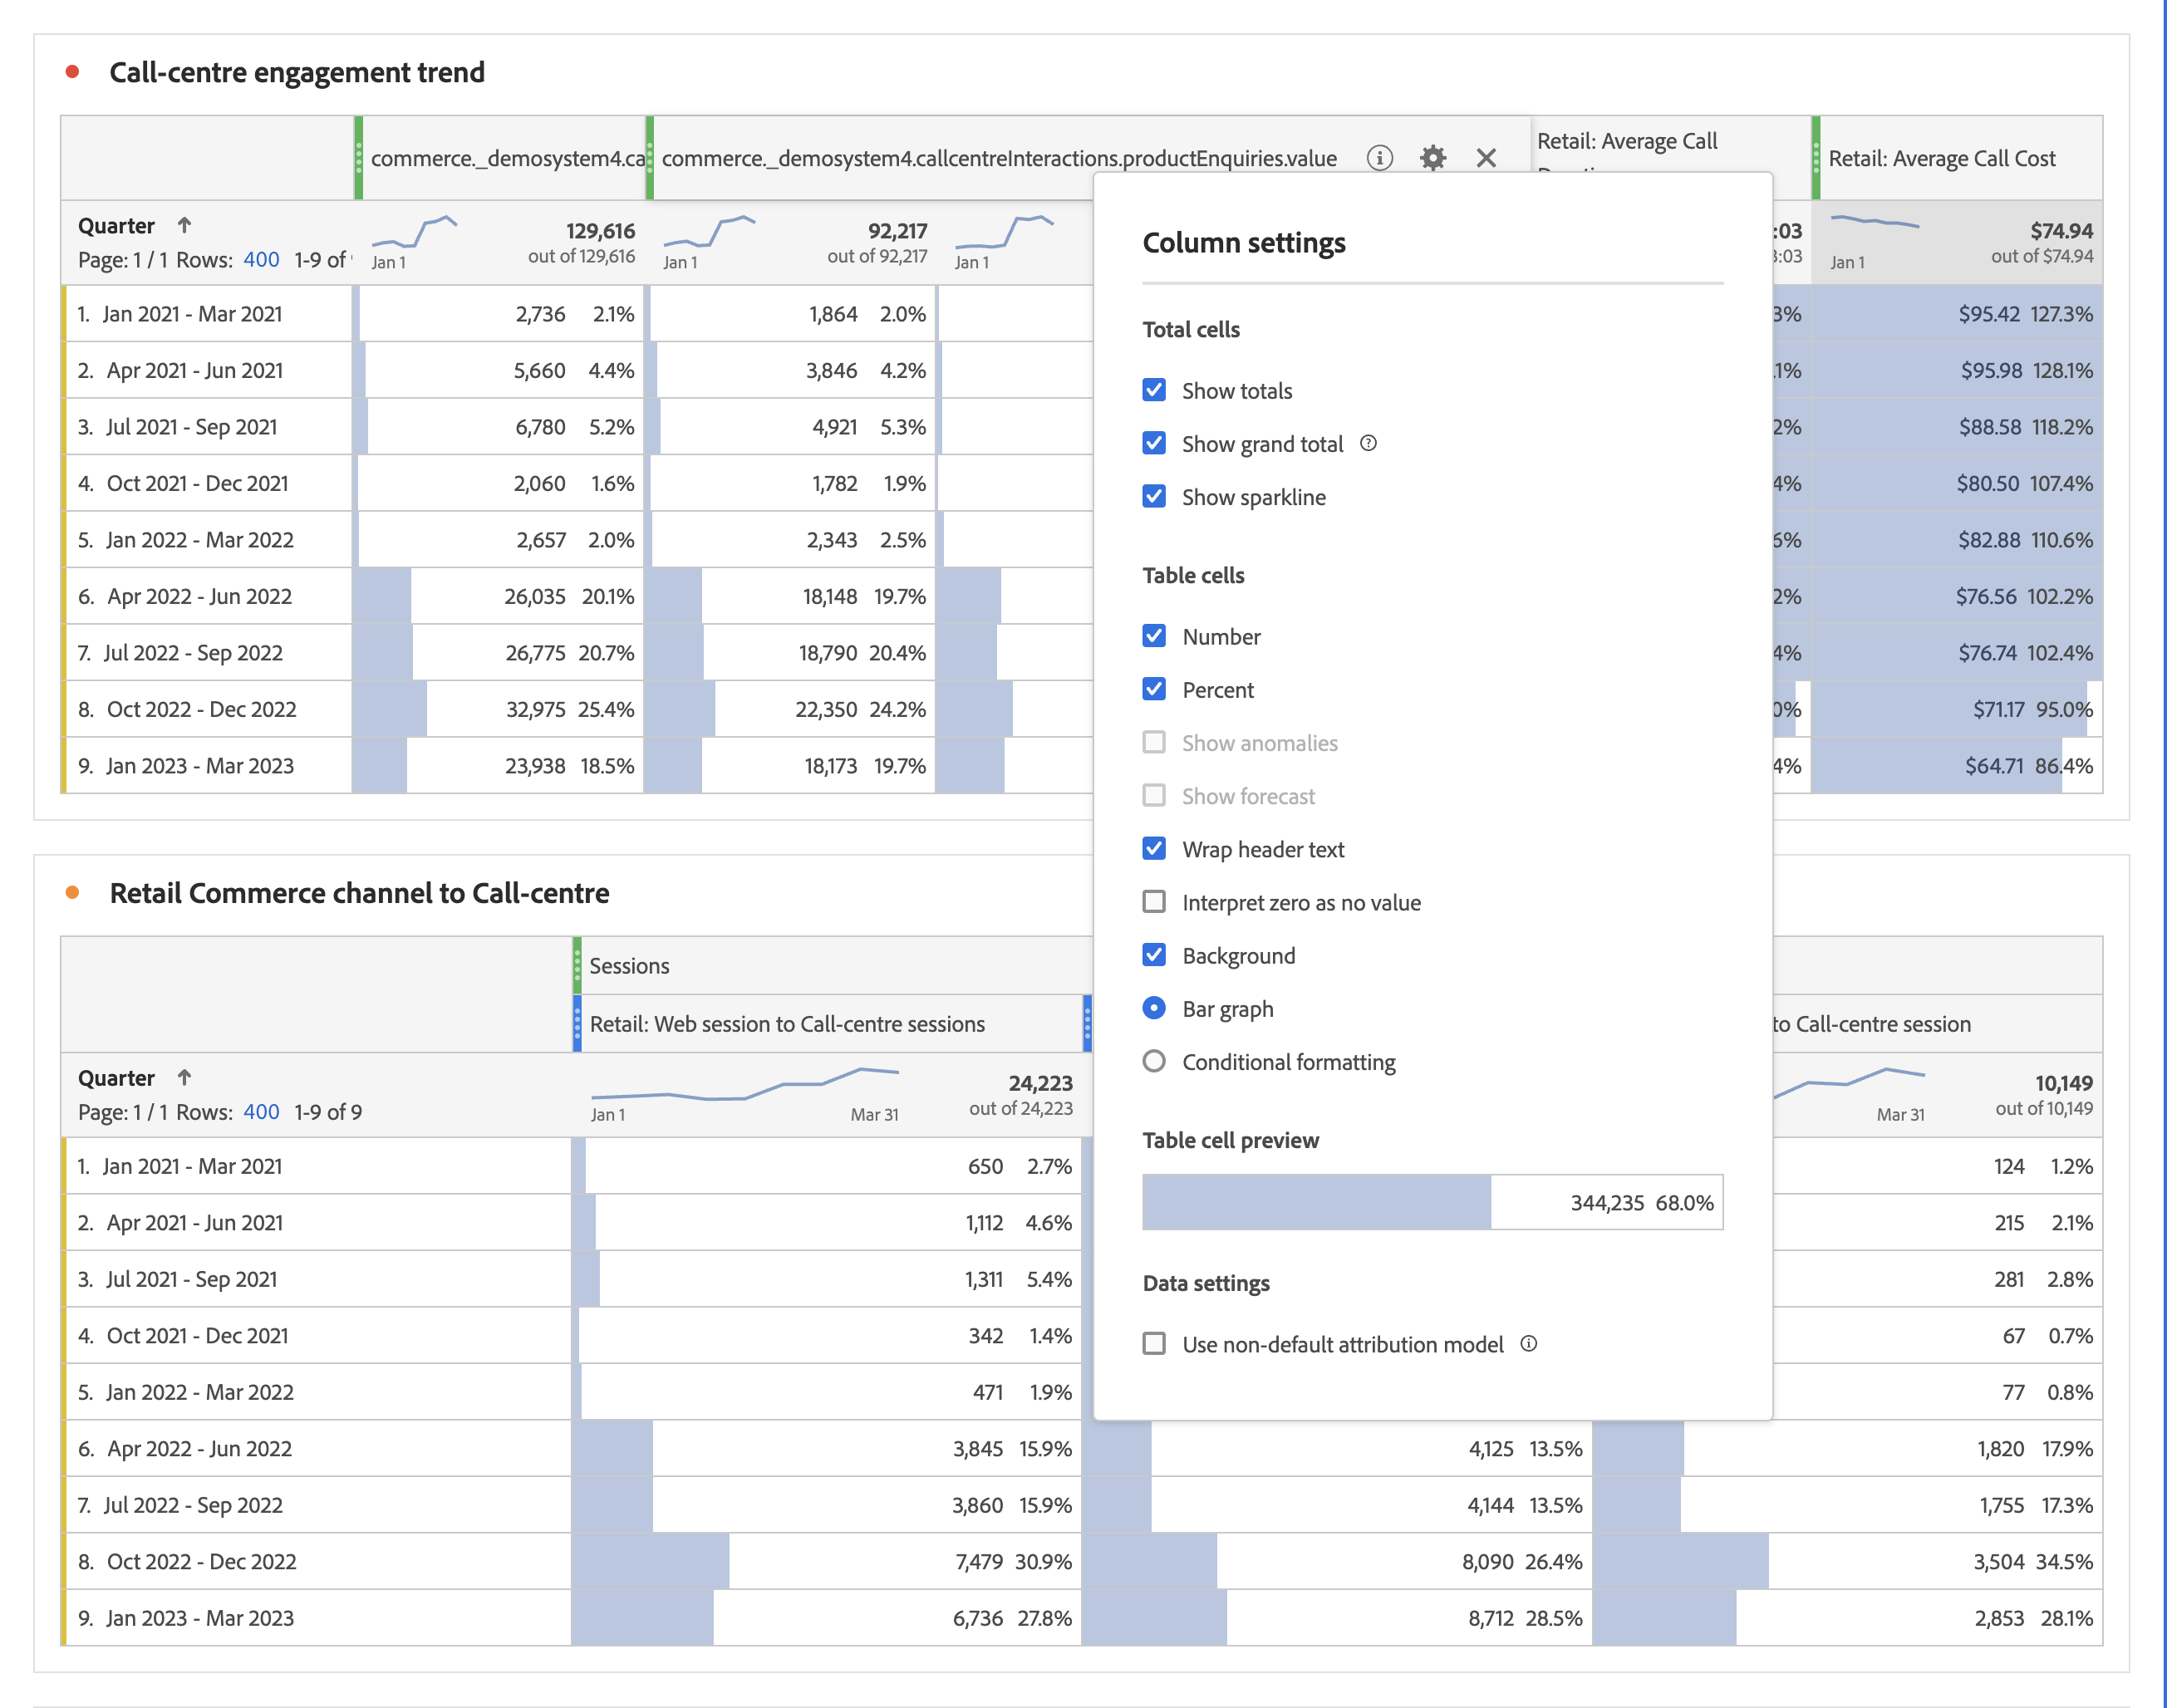 Call-centre engagement trend
commerce._demosystem4.ca commerce._demosystem4.callcentreInteractions.productEnquiries.value Retail: Average Call Retail: Average Call Cost
Quarter 129,616 92,217 :03 $74.94
Page: 1 / 1 Rows: 400 1-9 of Jan 1 out of 129,616 Jan 1 out of 92,217 Jan 1 3:03 Jan 1 out of $74.94
1. Jan 2021 - Mar 2021 2,736 2.1% 1,864 2.0% 3% $95.42 127.3%
2. Apr 2021 - Jun 2021 5,660 4.4% 3,846 4.2% .1% $95.98 128.1%
3. Jul 2021 - Sep 2021 6,780 5.2% 4,921 5.3% 2% $88.58 118.2%
4. Oct 2021 - Dec 2021 2,060 1.6% 1,782 1.9% 4% $80.50 107.4%
5. Jan 2022 - Mar 2022 2,657 2.0% 2,343 2.5% 6% $82.88 110.6%
6. Apr 2022 - Jun 2022 26,035 20.1% 18,148 19.7% 2% $76.56 102.2%
7. Jul 2022 - Sep 2022 26,775 20.7% 18,790 20.4% 4% $76.74 102.4%
8. Oct 2022 - Dec 2022 32,975 25.4% 22,350 24.2% 0% $71.17 95.0%
9. Jan 2023 - Mar 2023 23,938 18.5% 18,173 19.7% 4% $64.71 86.4%
Column settings
Total cells
Show totals
Show grand total
Show sparkline
Table cells
Number
Percent
Show anomalies
Show forecast
Wrap header text
Interpret zero as no value
Background
Bar graph
Conditional formatting
Table cell preview
344,235 68.0%
Data settings
Use non-default attribution model
Retail Commerce channel to Call-centre
Sessions
Retail: Web session to Call-centre sessions to Call-centre session
Quarter 24,223 10,149
Page: 1 / 1 Rows: 400 1-9 of 9 Jan 1 Mar 31 out of 24,223 Mar 31 out of 10,149
1. Jan 2021 - Mar 2021 650 2.7% 124 1.2%
2. Apr 2021 - Jun 2021 1,112 4.6% 215 2.1%
3. Jul 2021 - Sep 2021 1,311 5.4% 281 2.8%
4. Oct 2021 - Dec 2021 342 1.4% 67 0.7%
5. Jan 2022 - Mar 2022 471 1.9% 77 0.8%
6. Apr 2022 - Jun 2022 3,845 15.9% 4,125 13.5% 1,820 17.9%
7. Jul 2022 - Sep 2022 3,860 15.9% 4,144 13.5% 1,755 17.3%
8. Oct 2022 - Dec 2022 7,479 30.9% 8,090 26.4% 3,504 34.5%
9. Jan 2023 - Mar 2023 6,736 27.8% 8,712 28.5% 2,853 28.1%